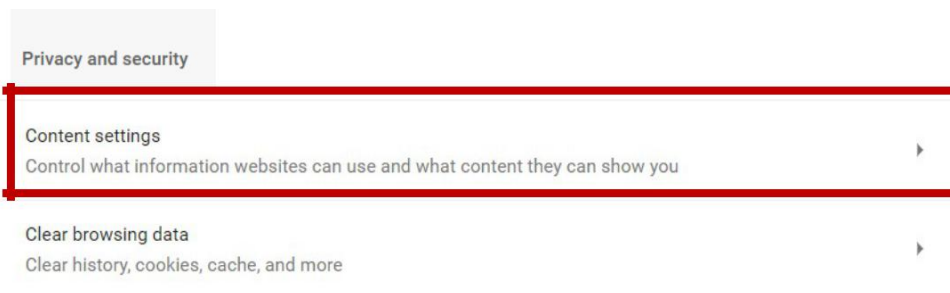 Privacy and security
Content settings
Control what information websites can use and what content they can show you
Clear browsing data
Clear history, cookies, cache, and more